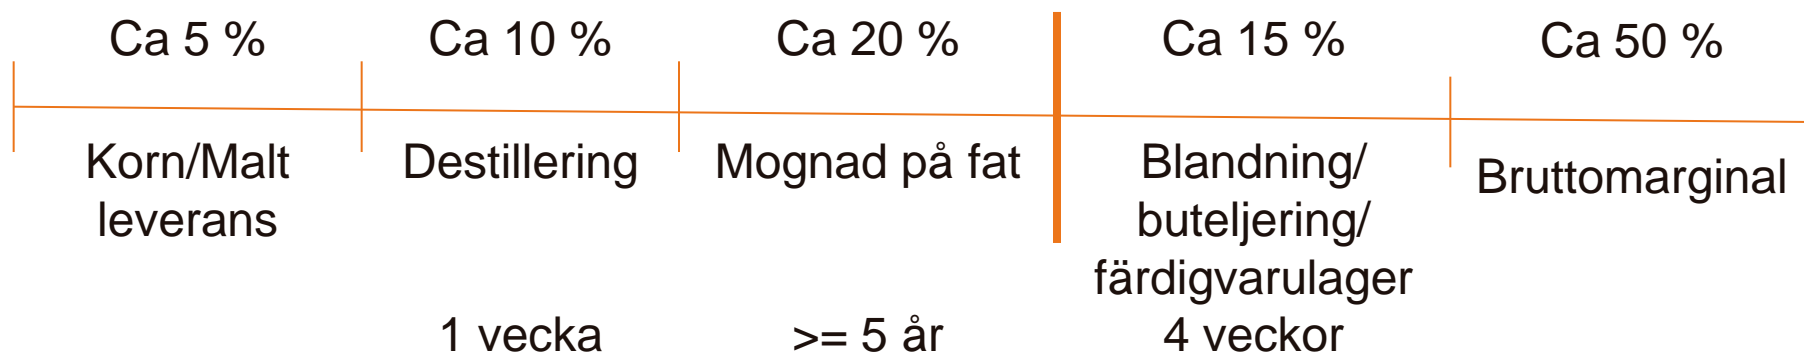 Ca 5 %
Ca 10 %
Ca 20 %
Ca 15 %
Ca 50 %
Korn/Malt
leverans
Destillering
Mognad på fat
Blandning/
buteljering/
färdigvarulager
Bruttomarginal
1 vecka
>= 5 år
4 veckor